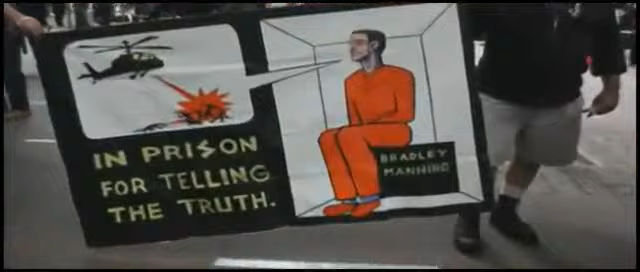 IN PRISON
FOR TELLING
THE TRUTH.
BRADLEY
MANNING